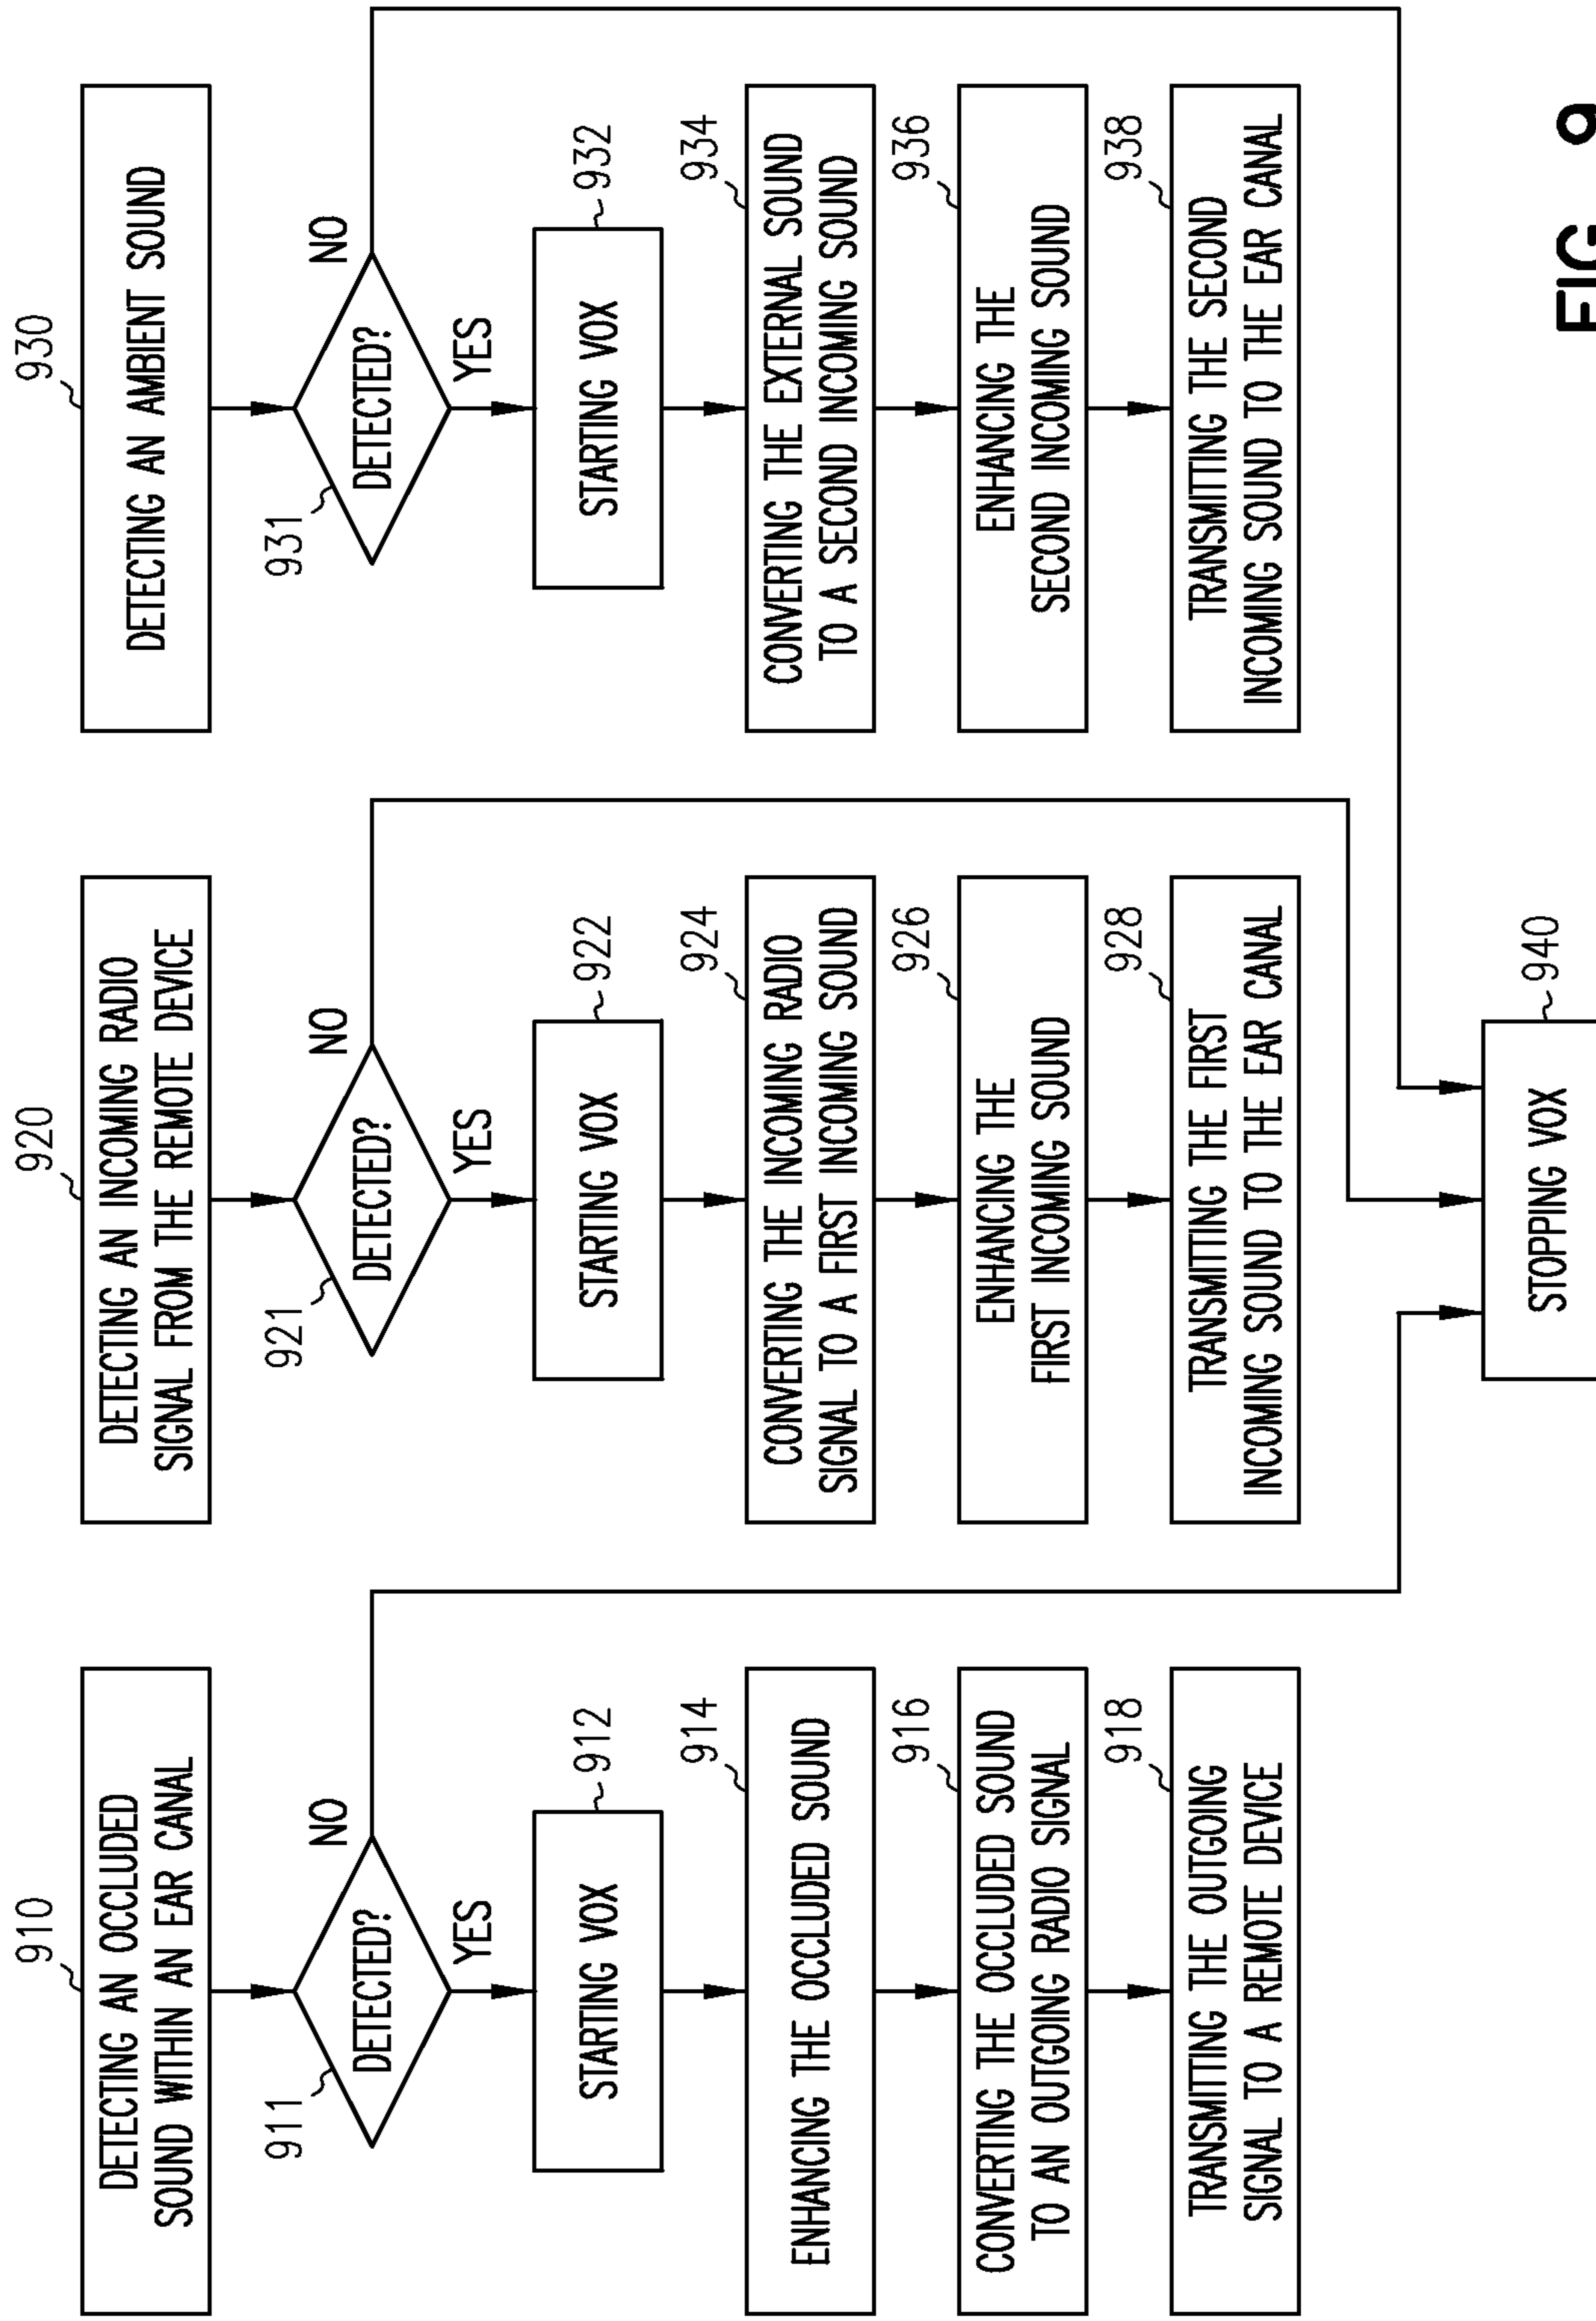 910
DETECTING AN OCCLUDED
SOUND WITHIN AN EAR CANAL
911
DETECTED?
NO
YES
912
STARTING VOX
914
ENHANCING THE OCCLUDED SOUND
916
CONVERTING THE OCCLUDED SOUND
TO AN OUTGOING RADIO SIGNAL
918
TRANSMITTING THE OUTGOING
SIGNAL TO A REMOTE DEVICE
920
DETECTING AN INCOMING RADIO
SIGNAL FROM THE REMOTE DEVICE
921
DETECTED?
NO
YES
922
STARTING VOX
924
CONVERTING THE INCOMING RADIO
SIGNAL TO A FIRST INCOMING SOUND
926
ENHANCING THE
FIRST INCOMING SOUND
928
TRANSMITTING THE FIRST
INCOMING SOUND TO THE EAR CANAL
930
DETECTING AN AMBIENT SOUND
931
DETECTED?
NO
YES
932
STARTING VOX
934
CONVERTING THE EXTERNAL SOUND
TO A SECOND INCOMING SOUND
936
ENHANCING THE
SECOND INCOMING SOUND
938
TRANSMITTING THE SECOND
INCOMING SOUND TO THE EAR CANAL
940
STOPPING VOX
FIG. 9